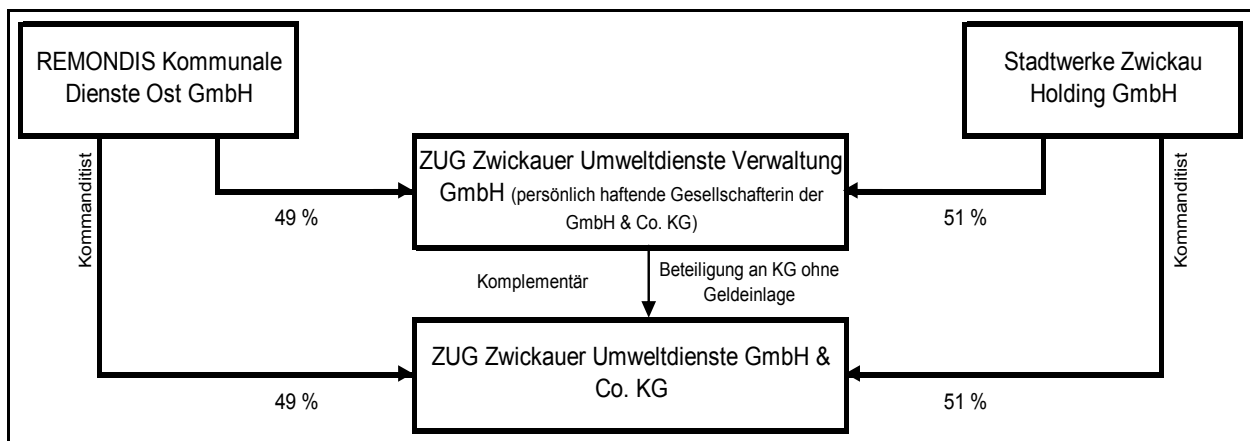 REMONDIS Kommunale
Dienste Ost GmbH
Stadtwerke Zwickau
Holding GmbH
Kommanditist
ZUG Zwickauer Umweltdienste Verwaltung
GmbH (persönlich haftende Gesellschafterin der
GmbH & Co. KG)
Kommanditist
49 %
51 %
Komplementär
Beteiligung an KG ohne
Geldeinlage
ZUG Zwickauer Umweltdienste GmbH &
Co. KG
49 %
51 %